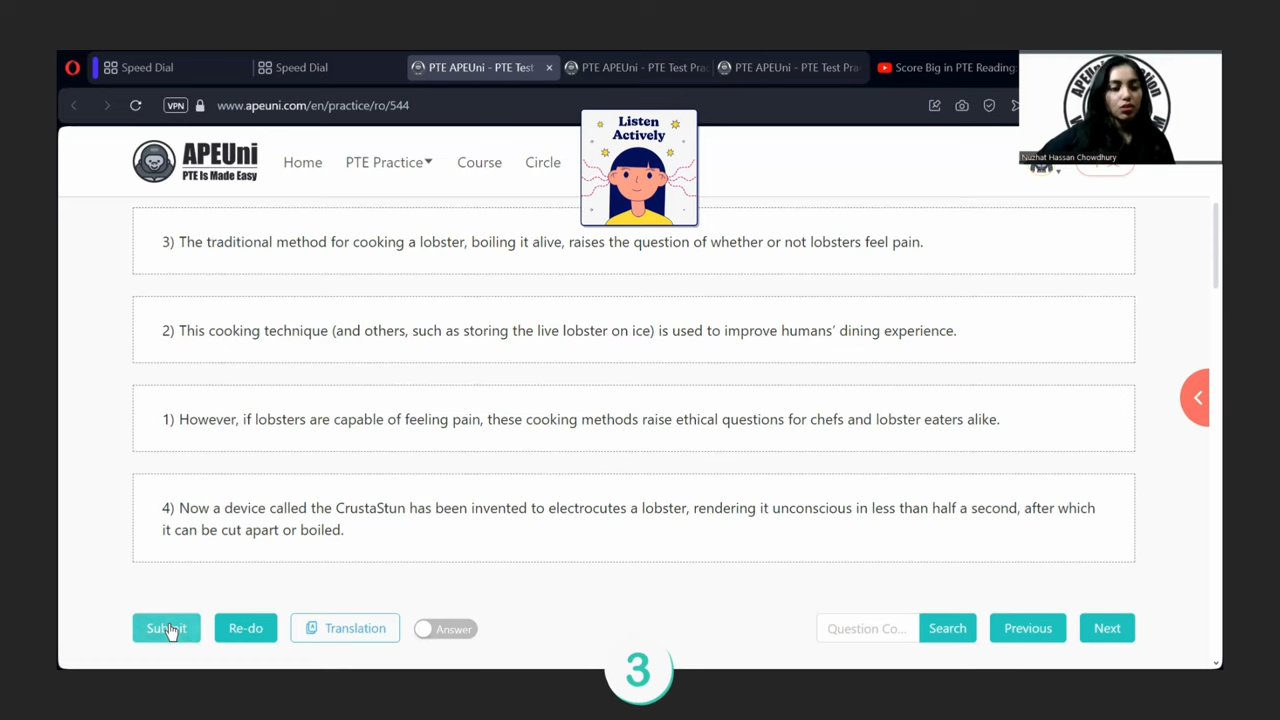 Speed Dial
Speed Dial
PTE APEUni - PTE Test
PTE APEUni - PTE Test Pra
PTE APEUni - PTE Test Pra
Score Big in PTE Reading:
VPN
www.apeuni.com/en/practice/ro/544
Nuzhat Hassan Chowdhury
APEUni
PTE Is Made Easy
Home
PTE Practice
Course
Circle
Listen
Actively
3) The traditional method for cooking a lobster, boiling it alive, raises the question of whether or not lobsters feel pain.
2) This cooking technique (and others, such as storing the live lobster on ice) is used to improve humans’ dining experience.
1) However, if lobsters are capable of feeling pain, these cooking methods raise ethical questions for chefs and lobster eaters alike.
4) Now a device called the CrustaStun has been invented to electrocutes a lobster, rendering it unconscious in less than half a second, after which
it can be cut apart or boiled.
Submit
Re-do
Translation
Answer
Question Co...
Search
Previous
Next
3